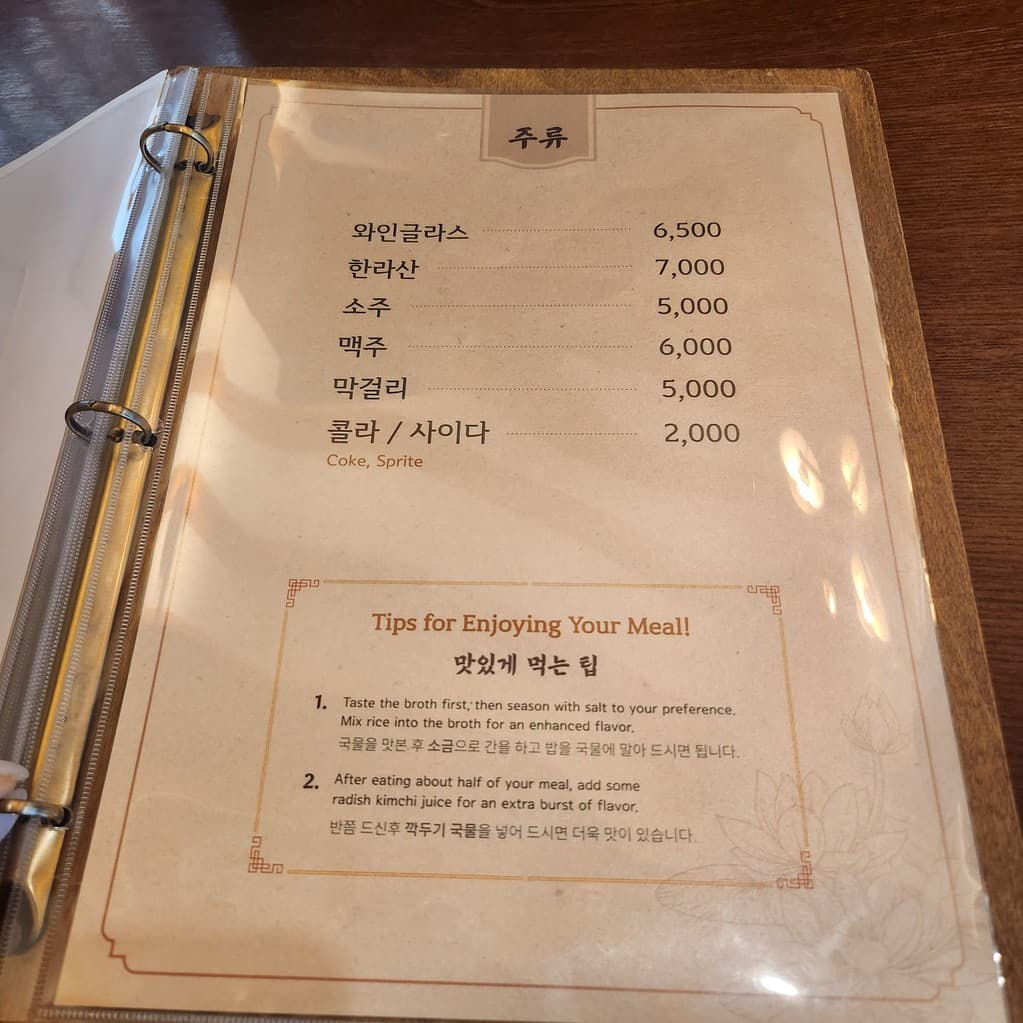 주류
와인글라스 6,500
한라산 7,000
소주 5,000
맥주 6,000
막걸리 5,000
콜라 / 사이다 2,000
Coke, Sprite
Tips for Enjoying Your Meal!
맛있게 먹는 팁
1. Taste the broth first, then season with salt to your preference.
Mix rice into the broth for an enhanced flavor.
국물을 맛본 후 소금으로 간을 하고 밥을 국물에 말아 드시면 됩니다.
2. After eating about half of your meal, add some
radish kimchi juice for an extra burst of flavor.
반쯤 드신후 깍두기 국물을 넣어 드시면 더욱 맛이 있습니다.